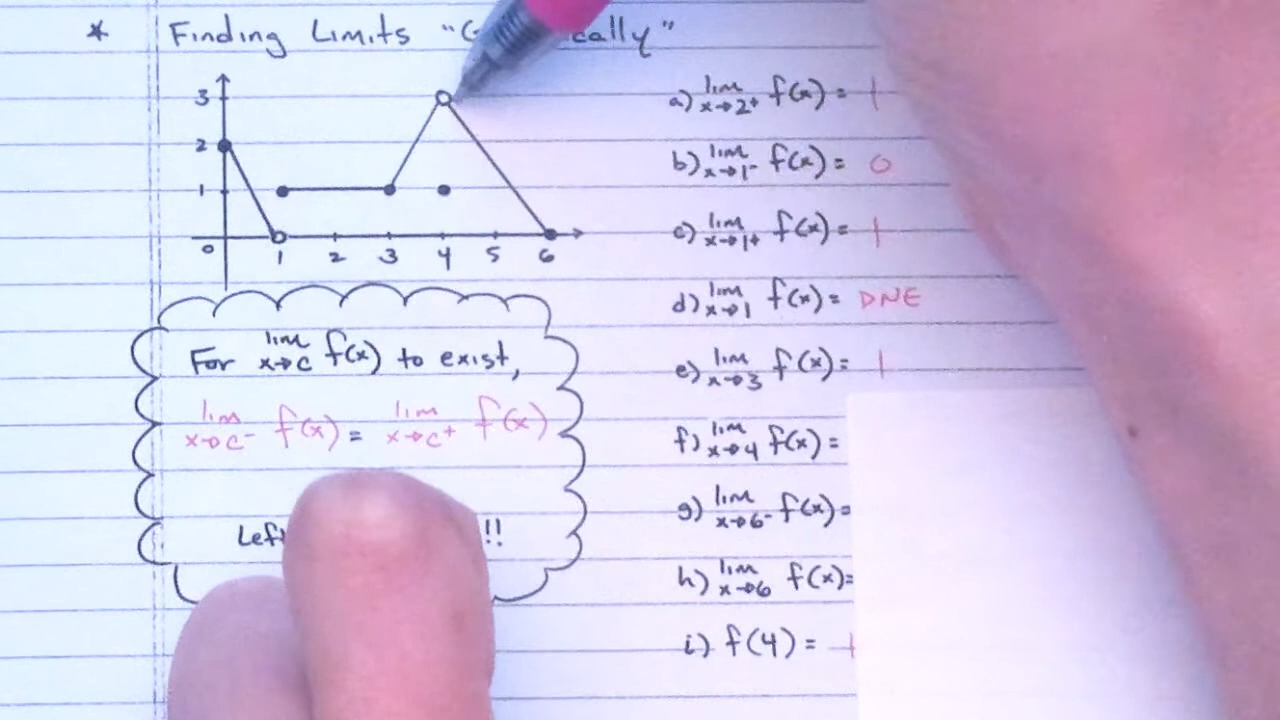 * Finding Limits "G cally"
3
2
1
0 1 2 3 4 5 6
a) lim x→2⁺ f(x) = 1
b) lim x→1⁻ f(x) = 0
c) lim x→1⁺ f(x) = 1
d) lim x→1 f(x) = DNE
e) lim x→3 f(x) = 1
f) lim x→4 f(x) =
g) lim x→6⁻ f(x) =
h) lim x→6 f(x) =
i) f(4) = 1
For lim x→c f(x) to exist,
lim x→c⁻ f(x) = lim x→c⁺ f(x)
Left !!